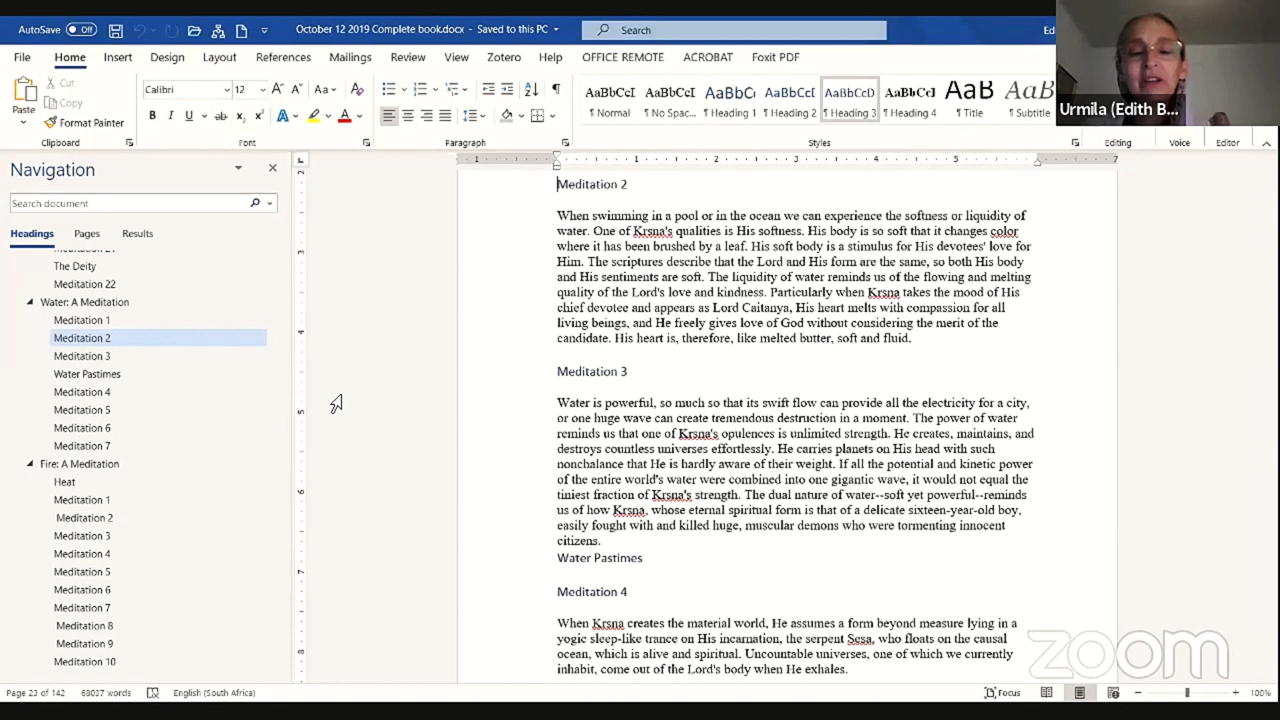 AutoSave Off
October 12 2019 Complete book.docx - Saved to this PC
Search
Ed
File Home Insert Design Layout References Mailings Review View Zotero Help OFFICE REMOTE ACROBAT Foxit PDF
Paste
Cut
Copy
Format Painter
Calibri 12
AaBbCcI AaBbCcI AaBbC AaBbCcI AaBbCcD AaBbCcI AaB AaB
¶ Normal ¶ No Spac... ¶ Heading 1 ¶ Heading 2 ¶ Heading 3 ¶ Heading 4 ¶ Title ¶ Subtitle
Clipboard Font Paragraph Styles Editing Voice Editor
Urmila (Edith B...
Navigation
Search document
Headings Pages Results
The Deity
Meditation 22
Water: A Meditation
Meditation 1
Meditation 2
Meditation 3
Water Pastimes
Meditation 4
Meditation 5
Meditation 6
Meditation 7
Fire: A Meditation
Heat
Meditation 1
Meditation 2
Meditation 3
Meditation 4
Meditation 5
Meditation 6
Meditation 7
Meditation 8
Meditation 9
Meditation 10
Meditation 2
When swimming in a pool or in the ocean we can experience the softness or liquidity of
water. One of Krsna's qualities is His softness. His body is so soft that it changes color
where it has been brushed by a leaf. His soft body is a stimulus for His devotees' love for
Him. The scriptures describe that the Lord and His form are the same, so both His body
and His sentiments are soft. The liquidity of water reminds us of the flowing and melting
quality of the Lord's love and kindness. Particularly when Krsna takes the mood of His
chief devotee and appears as Lord Caitanya, His heart melts with compassion for all
living beings, and He freely gives love of God without considering the merit of the
candidate. His heart is, therefore, like melted butter, soft and fluid.
Meditation 3
Water is powerful, so much so that its swift flow can provide all the electricity for a city,
or one huge wave can create tremendous destruction in a moment. The power of water
reminds us that one of Krsna's opulences is unlimited strength. He creates, maintains, and
destroys countless universes effortlessly. He carries planets on His head with such
nonchalance that He is hardly aware of their weight. If all the potential and kinetic power
of the entire world's water were combined into one gigantic wave, it would not equal the
tiniest fraction of Krsna's strength. The dual nature of water--soft yet powerful--reminds
us of how Krsna, whose eternal spiritual form is that of a delicate sixteen-year-old boy,
easily fought with and killed huge, muscular demons who were tormenting innocent
citizens.
Water Pastimes
Meditation 4
When Krsna creates the material world, He assumes a form beyond measure lying in a
yogic sleep-like trance on His incarnation, the serpent Sesa, who floats on the causal
ocean, which is alive and spiritual. Uncountable universes, one of which we currently
inhabit, come out of the Lord's body when He exhales.
zoom
Page 23 of 142 68037 words English (South Africa) Focus 100%